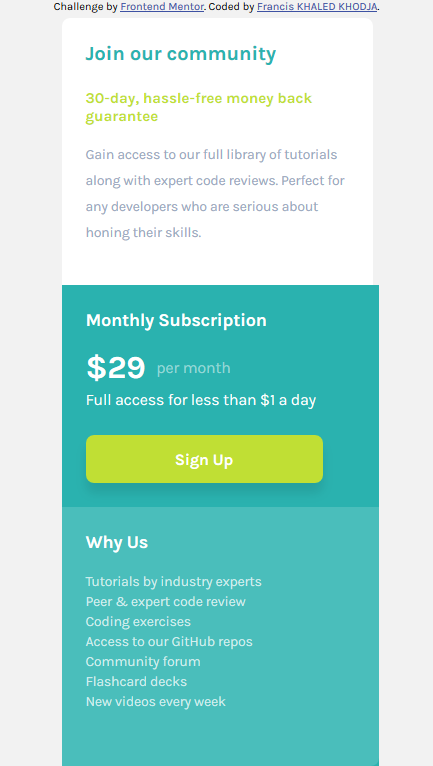 Challenge by Frontend Mentor. Coded by Francis KHALED KHODJA.
Join our community
30-day, hassle-free money back
guarantee
Gain access to our full library of tutorials
along with expert code reviews. Perfect for
any developers who are serious about
honing their skills.
Monthly Subscription
$29 per month
Full access for less than $1 a day
Sign Up
Why Us
Tutorials by industry experts
Peer & expert code review
Coding exercises
Access to our GitHub repos
Community forum
Flashcard decks
New videos every week